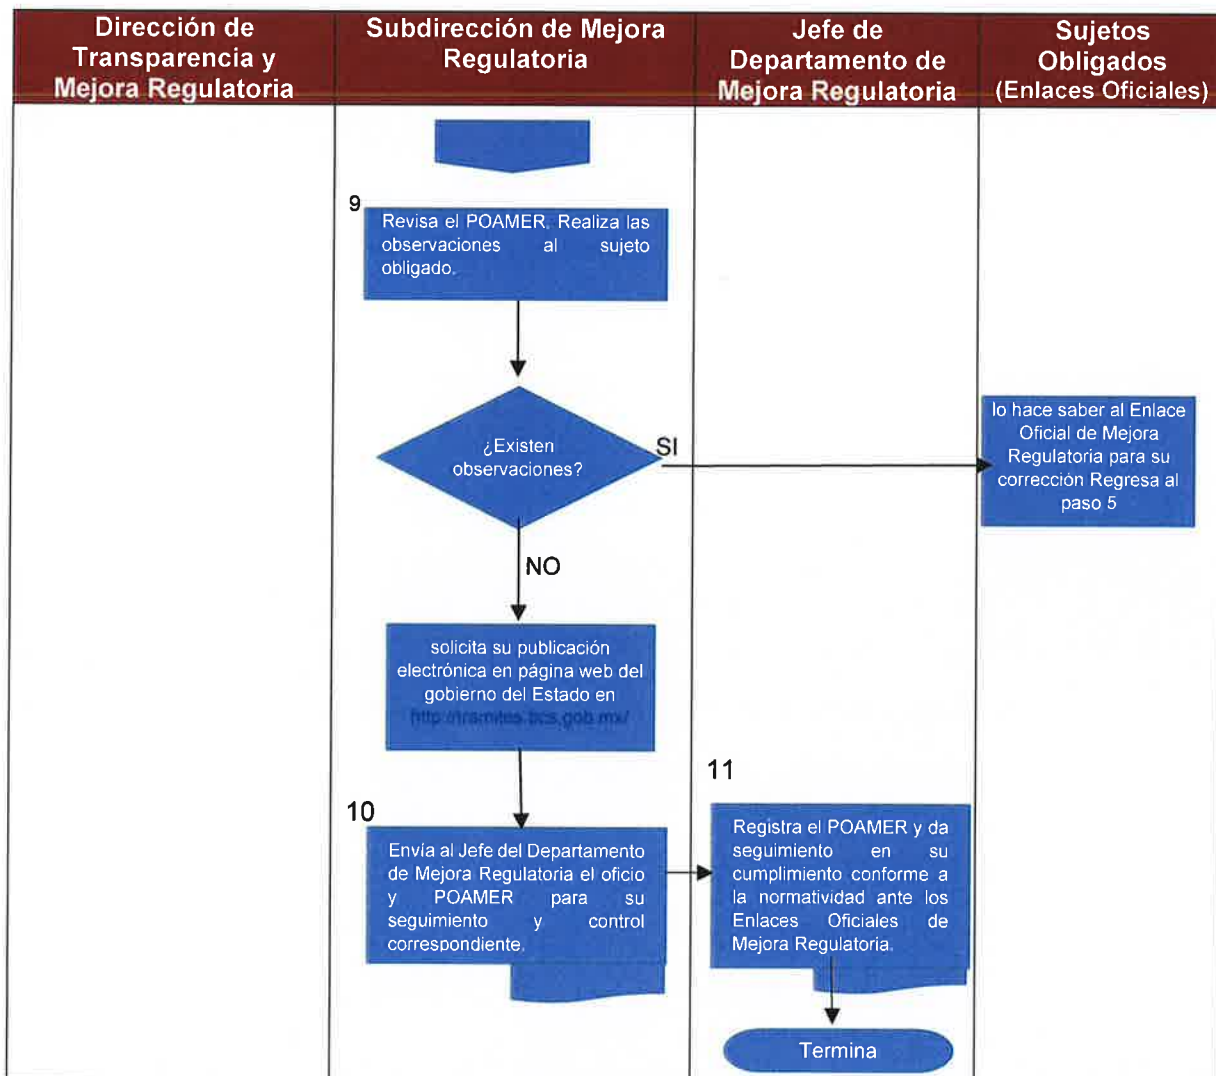 Dirección de
Transparencia y
Mejora Regulatoria
Subdirección de Mejora
Regulatoria
Jefe de
Departamento de
Mejora Regulatoria
Sujetos
Obligados
(Enlaces Oficiales)
9
Revisa el POAMER. Realiza las
observaciones al sujeto
obligado.
¿Existen
observaciones?
SI
lo hace saber al Enlace
Oficial de Mejora
Regulatoria para su
corrección Regresa al
paso 5
NO
solicita su publicación
electrónica en página web del
gobierno del Estado en
http://tramites.bcs.gob.mx/
10
Envía al Jefe del Departamento
de Mejora Regulatoria el oficio
y POAMER para su
seguimiento y control
correspondiente.
11
Registra el POAMER y da
seguimiento en su
cumplimiento conforme a
la normatividad ante los
Enlaces Oficiales de
Mejora Regulatoria.
Termina